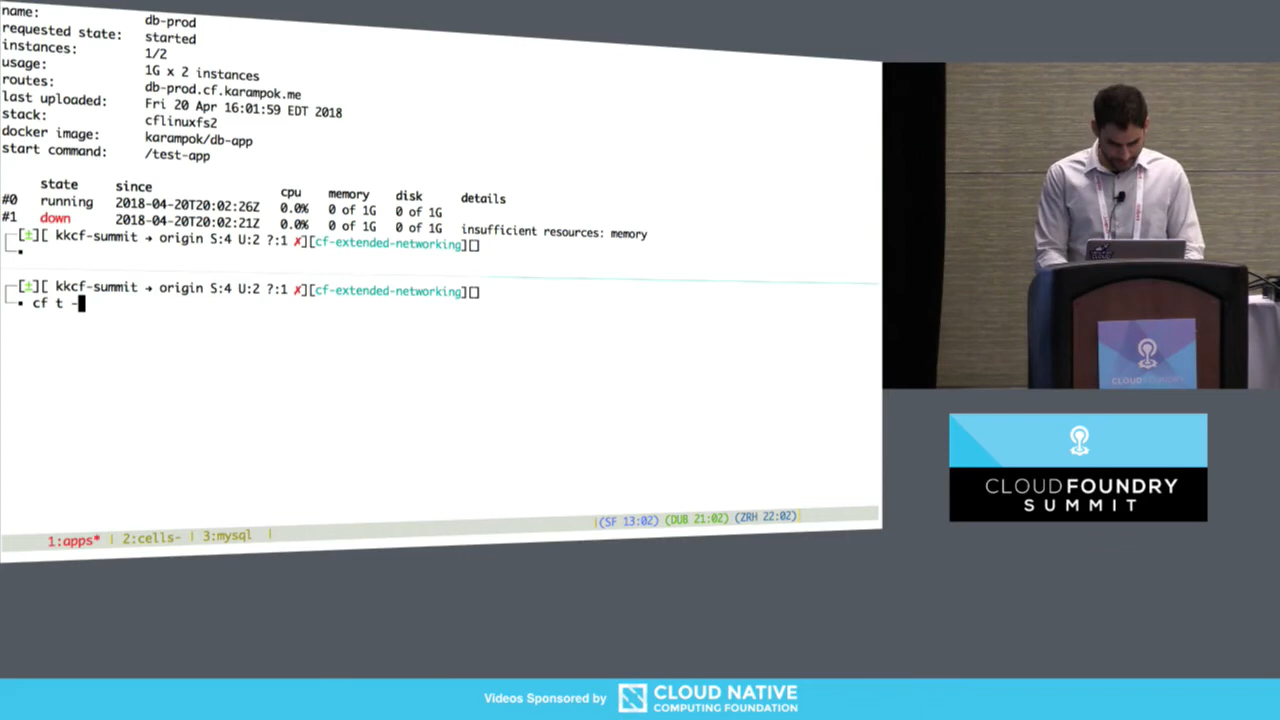 name: db-prod
requested state: started
instances: 1/2
usage: 1G x 2 instances
routes: db-prod.cf.karampok.me
last uploaded: Fri 20 Apr 16:01:59 EDT 2018
stack: cflinuxfs2
docker image: karampok/db-app
start command: /test-app
state since cpu memory disk details
#0 running 2018-04-20T20:02:26Z 0.0% 0 of 1G 0 of 1G
#1 down 2018-04-20T20:02:21Z 0.0% 0 of 1G 0 of 1G insufficient resources: memory
[±][ kkcf-summit → origin S:4 U:2 ?:1 ✗][cf-extended-networking]
[±][ kkcf-summit → origin S:4 U:2 ?:1 ✗][cf-extended-networking]
cf t -
1:apps* | 2:cells- | 3:mysql | |(SF 13:02) (DUB 21:02) (ZRH 22:02)
CLOUDFOUNDRY
CLOUDFOUNDRY
SUMMIT
Videos Sponsored by CLOUD NATIVE
COMPUTING FOUNDATION